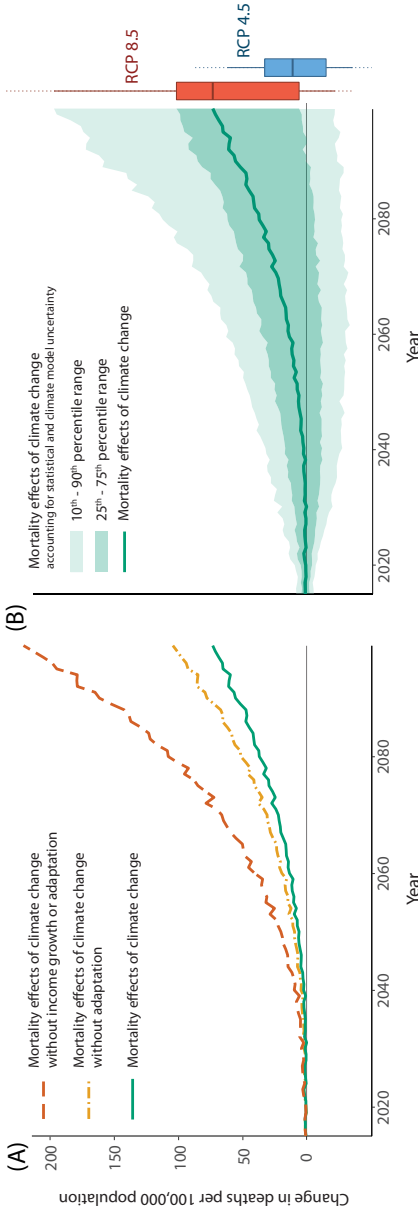 (A)
Change in deaths per 100,000 population
200
150
100
50
0
Mortality effects of climate change
without income growth or adaptation
Mortality effects of climate change
without adaptation
Mortality effects of climate change
2020
2040
2060
2080
Year
(B)
Mortality effects of climate change
accounting for statistical and climate model uncertainty
10th - 90th percentile range
25th - 75th percentile range
Mortality effects of climate change
2020
2040
2060
2080
Year
RCP 8.5
RCP 4.5